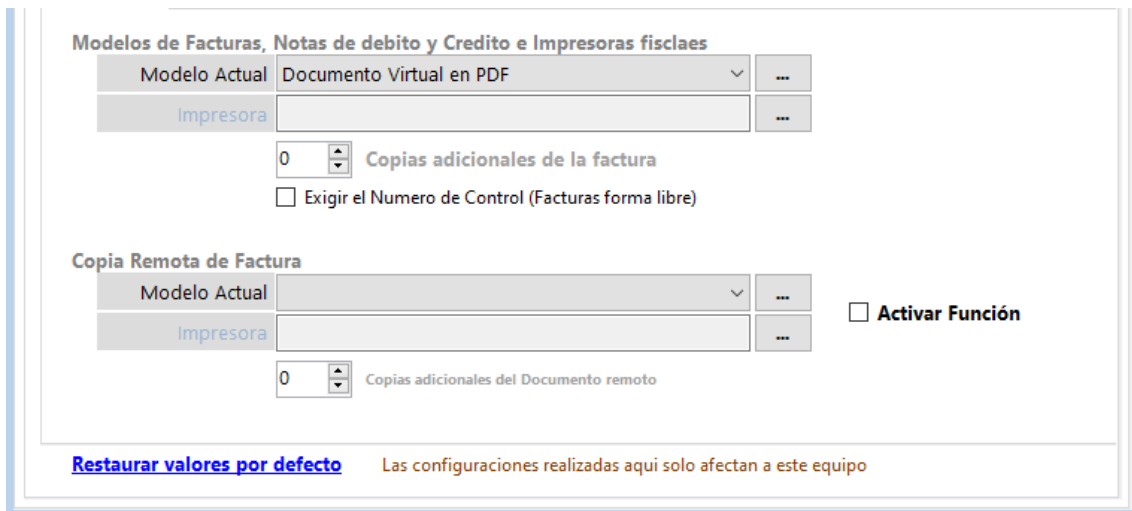 Modelos de Facturas, Notas de debito y Credito e Impresoras fisclaes
Modelo Actual Documento Virtual en PDF ...
Impresora ...
0 Copias adicionales de la factura
Exigir el Numero de Control (Facturas forma libre)
Copia Remota de Factura
Modelo Actual ...
Activar Función
Impresora ...
0 Copias adicionales del Documento remoto
Restaurar valores por defecto Las configuraciones realizadas aqui solo afectan a este equipo